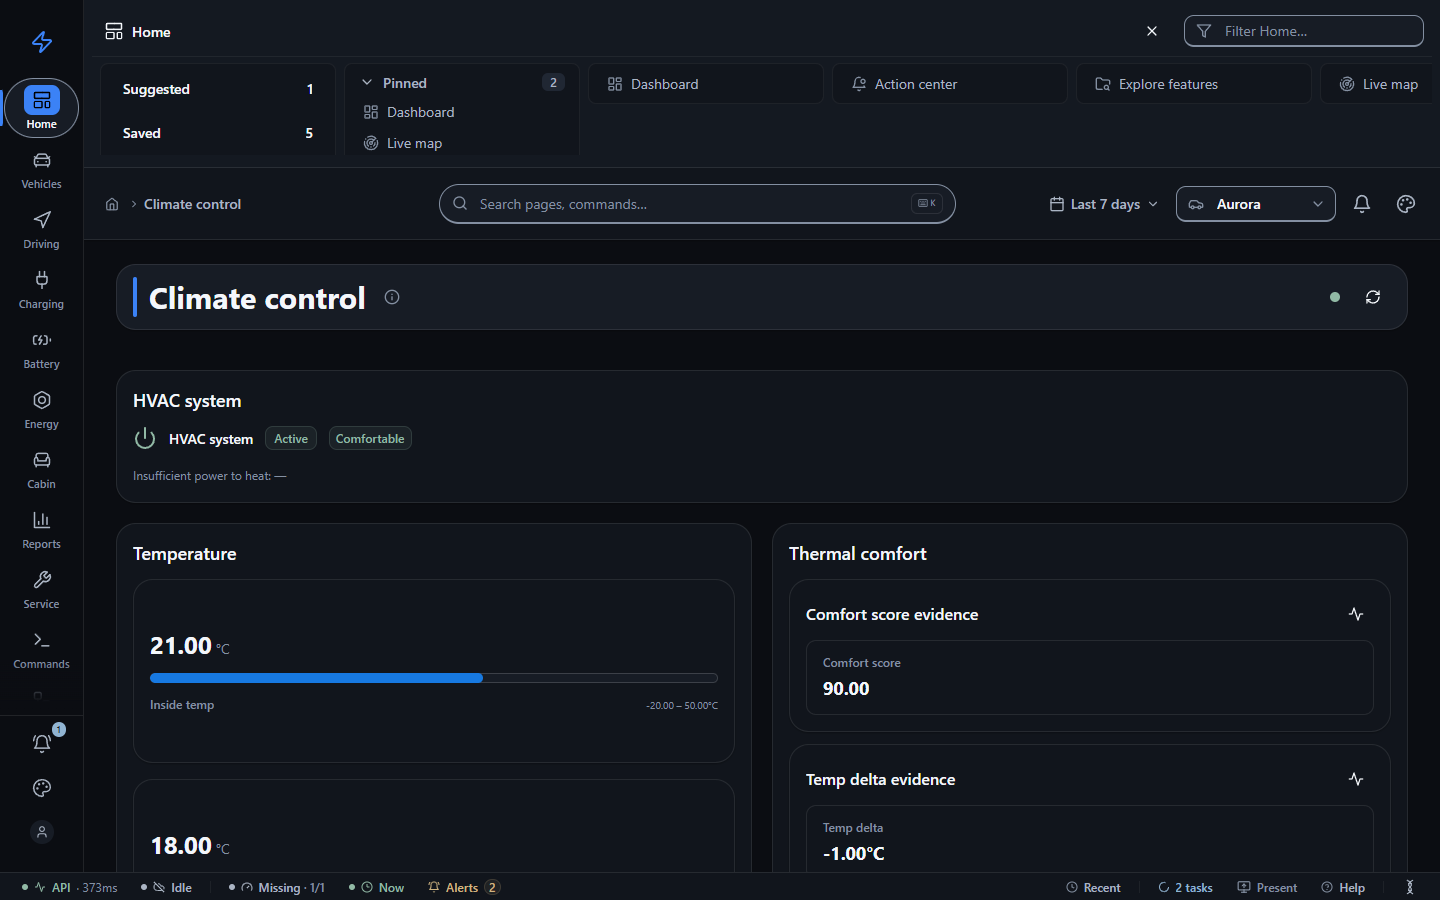 Home
Filter Home...
Suggested 1
Saved 5
Pinned 2
Dashboard
Live map
Dashboard
Action center
Explore features
Live map
Home
Vehicles
Driving
Charging
Battery
Energy
Cabin
Reports
Service
Commands
1
Climate control
Search pages, commands...
K
Last 7 days
Aurora
Climate control
HVAC system
HVAC system Active Comfortable
Insufficient power to heat: —
Temperature
21.00 °C
Inside temp -20.00 – 50.00°C
18.00 °C
Thermal comfort
Comfort score evidence
Comfort score
90.00
Temp delta evidence
Temp delta
-1.00°C
API · 373ms
Idle
Missing · 1/1
Now
Alerts 2
Recent
2 tasks
Present
Help